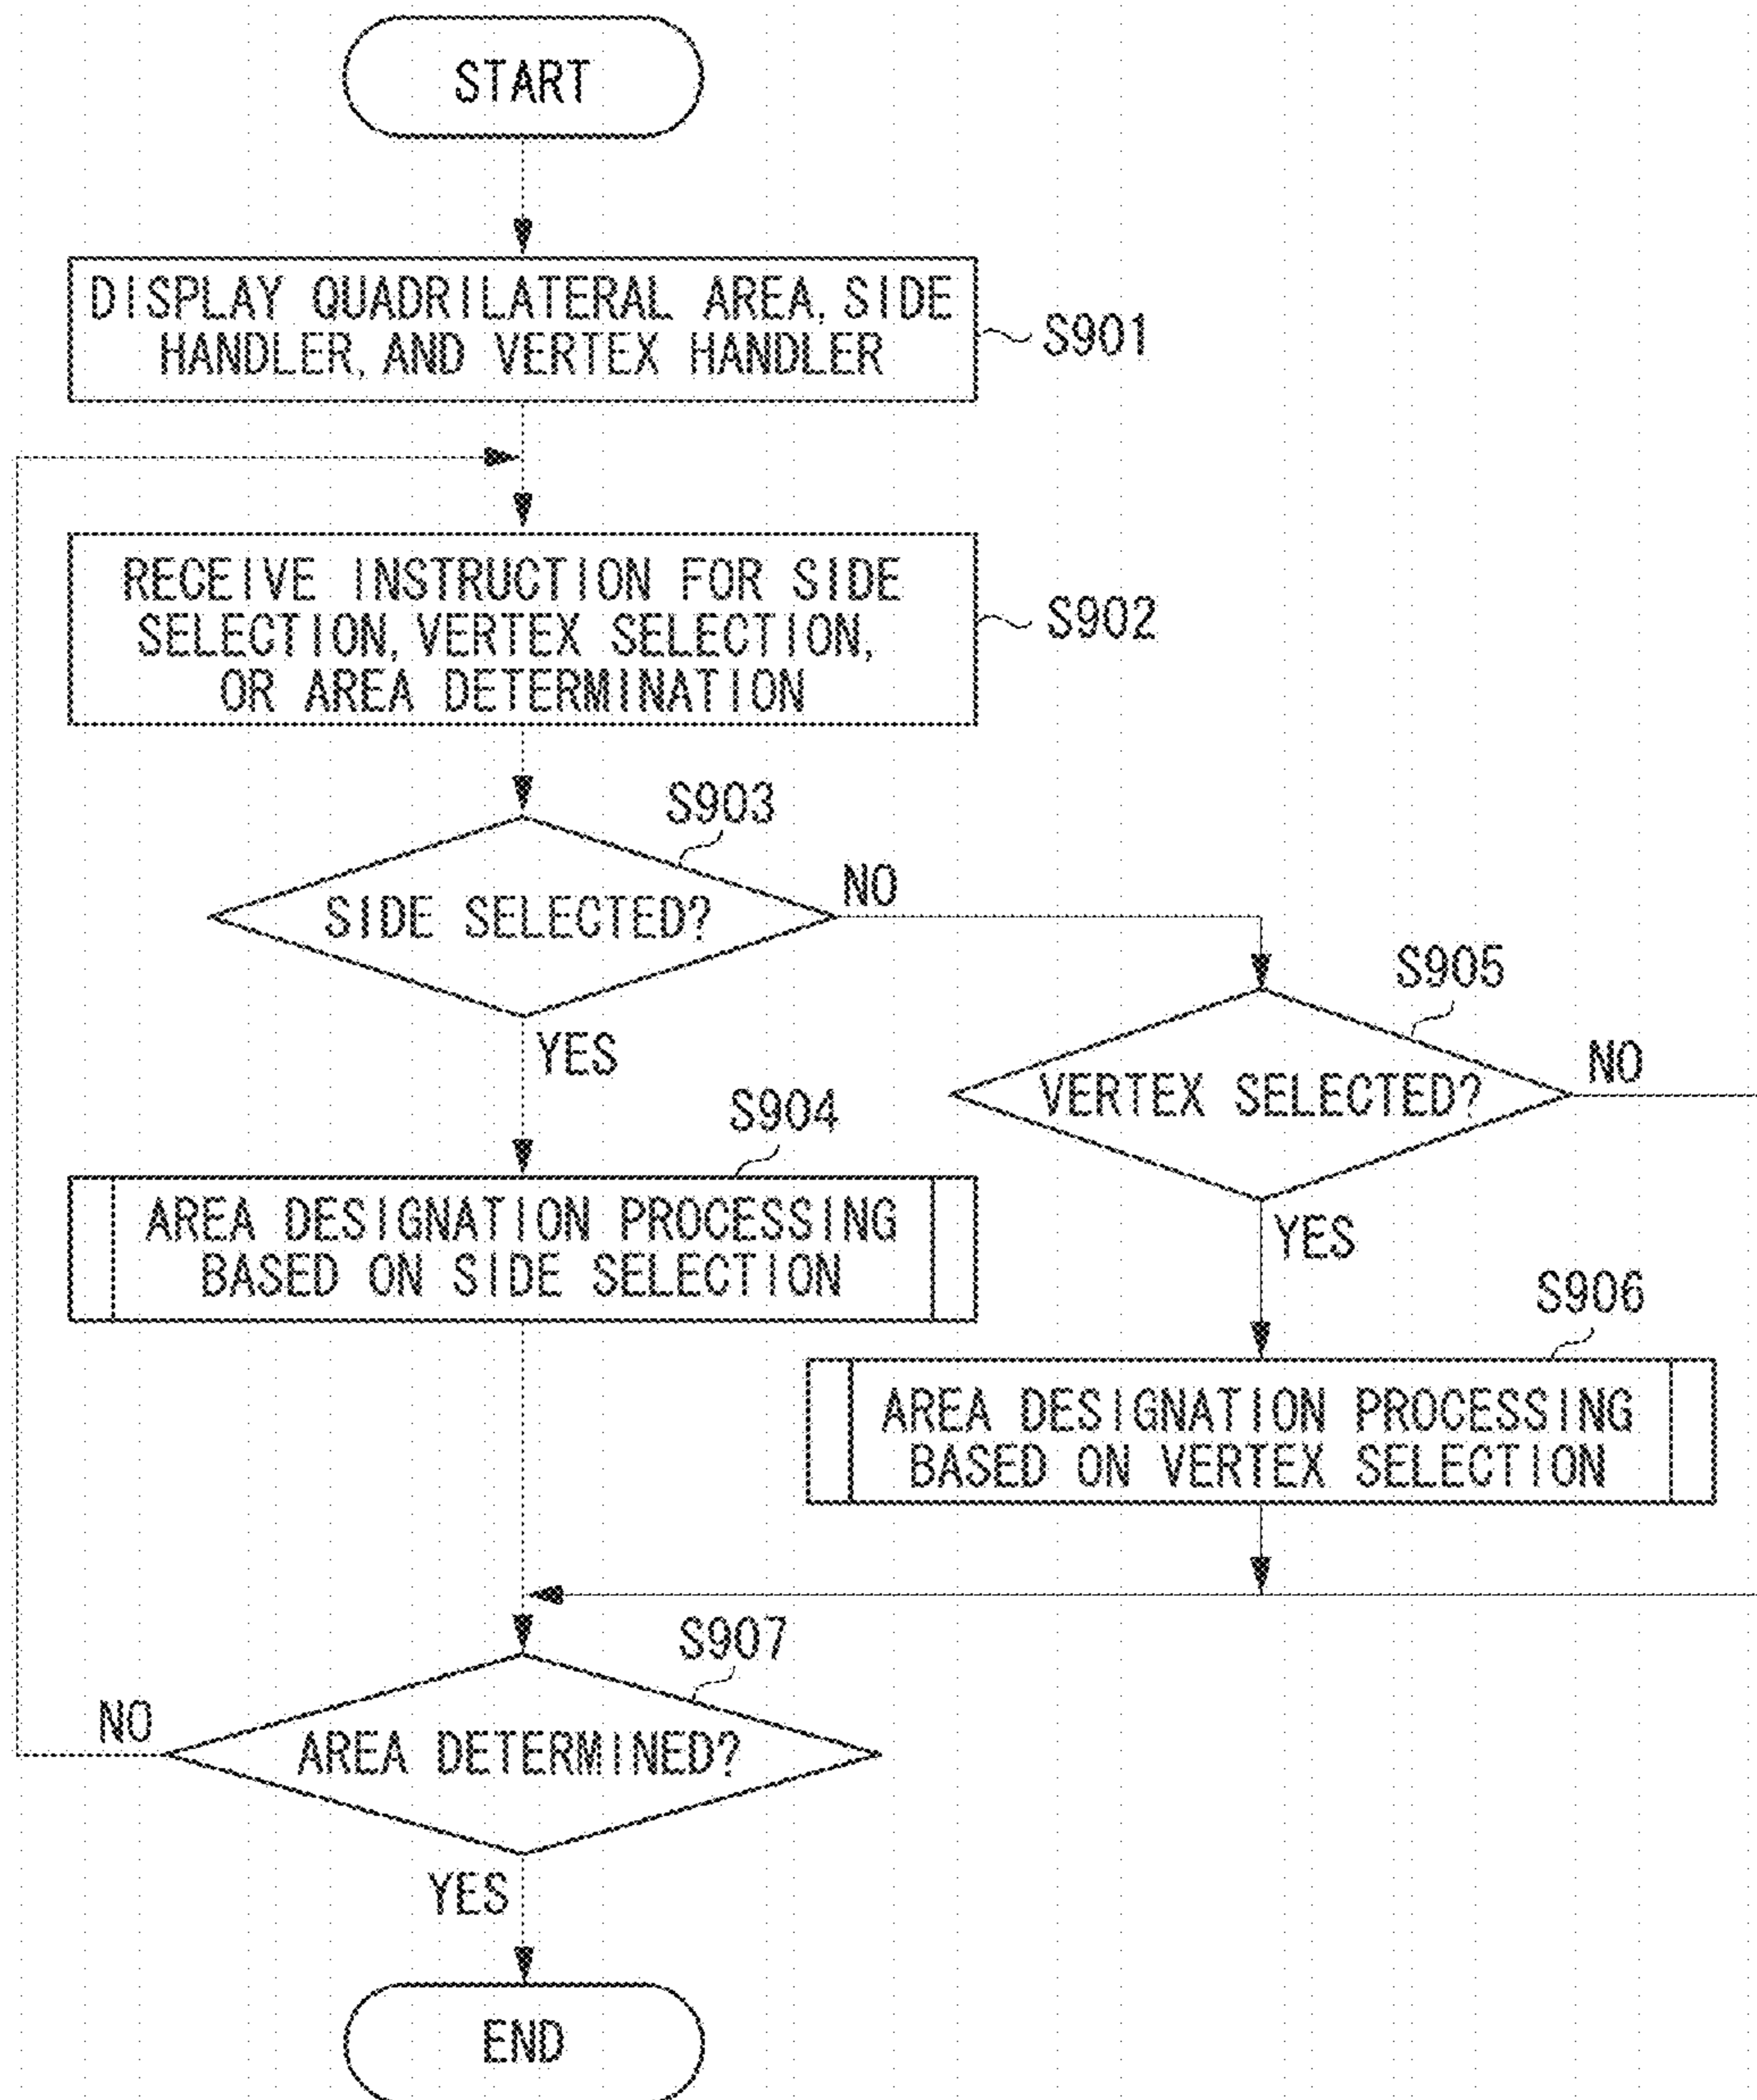 START
DISPLAY QUADRILATERAL AREA, SIDE
HANDLER, AND VERTEX HANDLER
S901
RECEIVE INSTRUCTION FOR SIDE
SELECTION, VERTEX SELECTION,
OR AREA DETERMINATION
S902
S903
SIDE SELECTED?
NO
YES
S905
VERTEX SELECTED?
NO
YES
S904
AREA DESIGNATION PROCESSING
BASED ON SIDE SELECTION
S906
AREA DESIGNATION PROCESSING
BASED ON VERTEX SELECTION
S907
AREA DETERMINED?
NO
YES
END